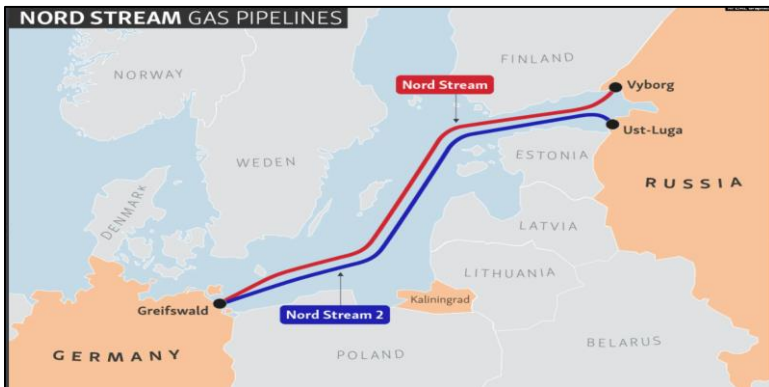 NORD STREAM GAS PIPELINES
NORWAY
FINLAND
Nord Stream
Vyborg
Ust-Luga
WEDEN
ESTONIA
RUSSIA
DENMARK
LATVIA
LITHUANIA
Kaliningrad
Greifswald
Nord Stream 2
BELARUS
GERMANY
POLAND